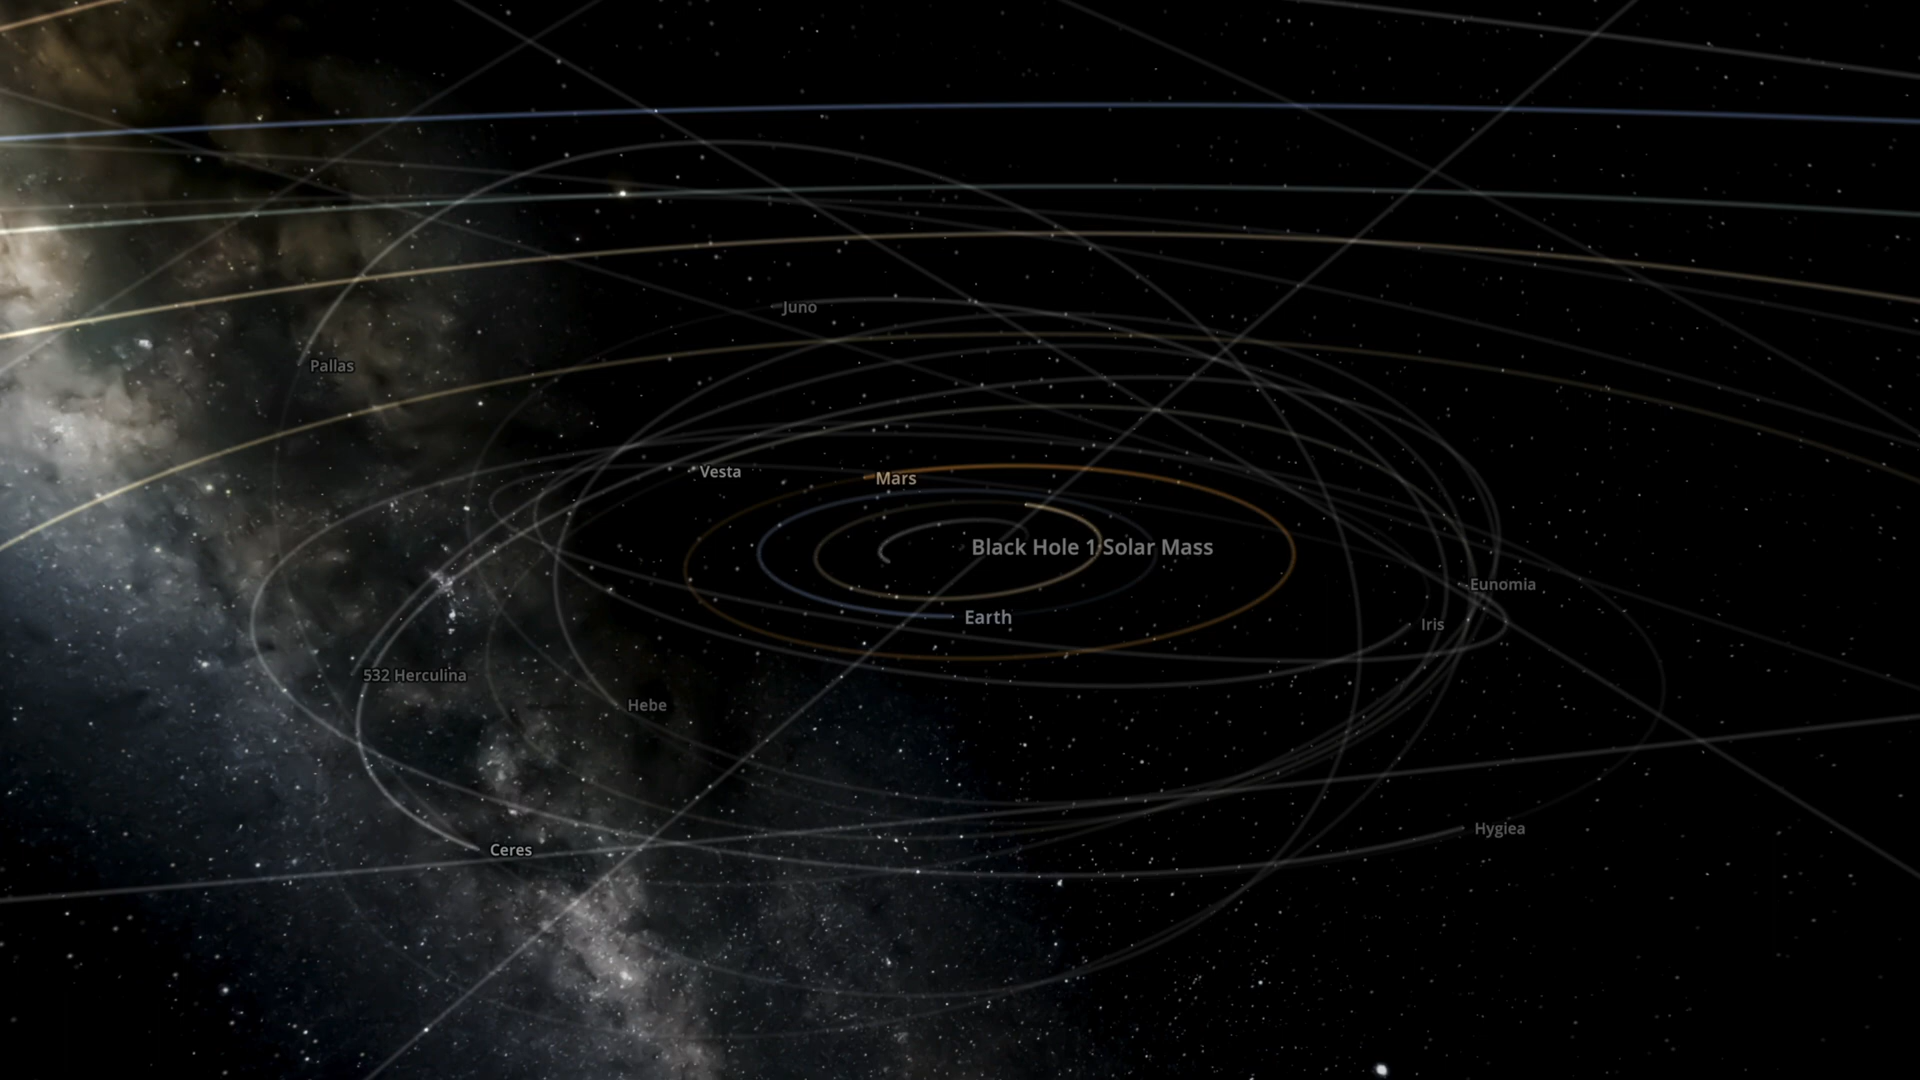 Juno
Pallas
Vesta
Mars
Black Hole 1 Solar Mass
Eunomia
Earth
Iris
532 Herculina
Hebe
Hygiea
Ceres